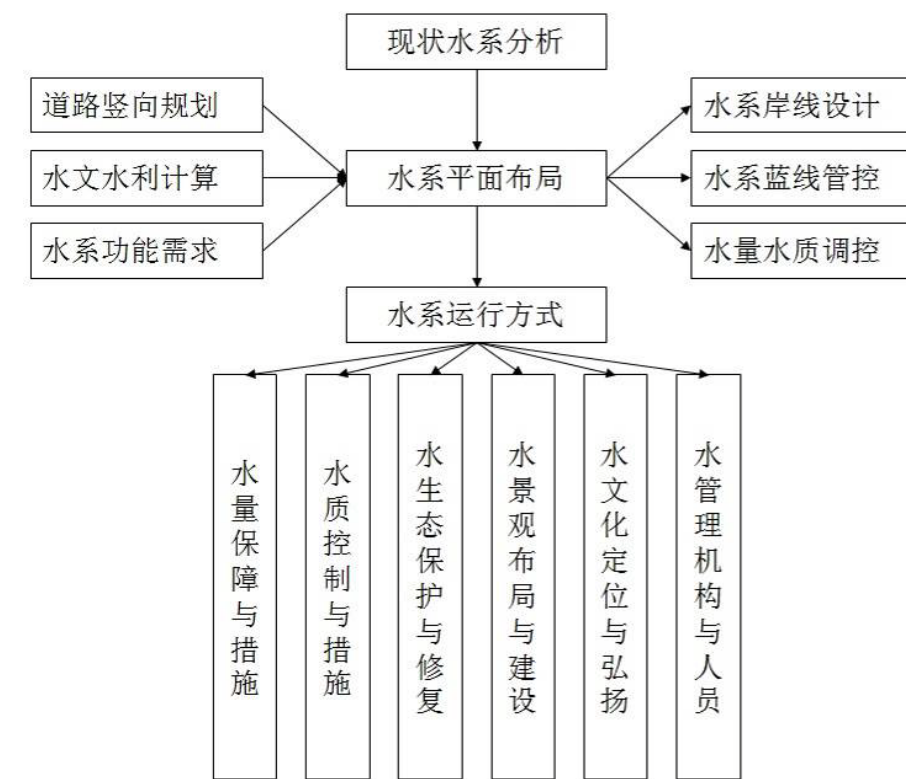 现状水系分析
道路竖向规划
水系岸线设计
水文水利计算
水系平面布局
水系蓝线管控
水系功能需求
水量水质调控
水系运行方式
水量保障与措施
水质控制与措施
水生态保护与修复
水景观布局与建设
水文化定位与弘扬
水管理机构与人员